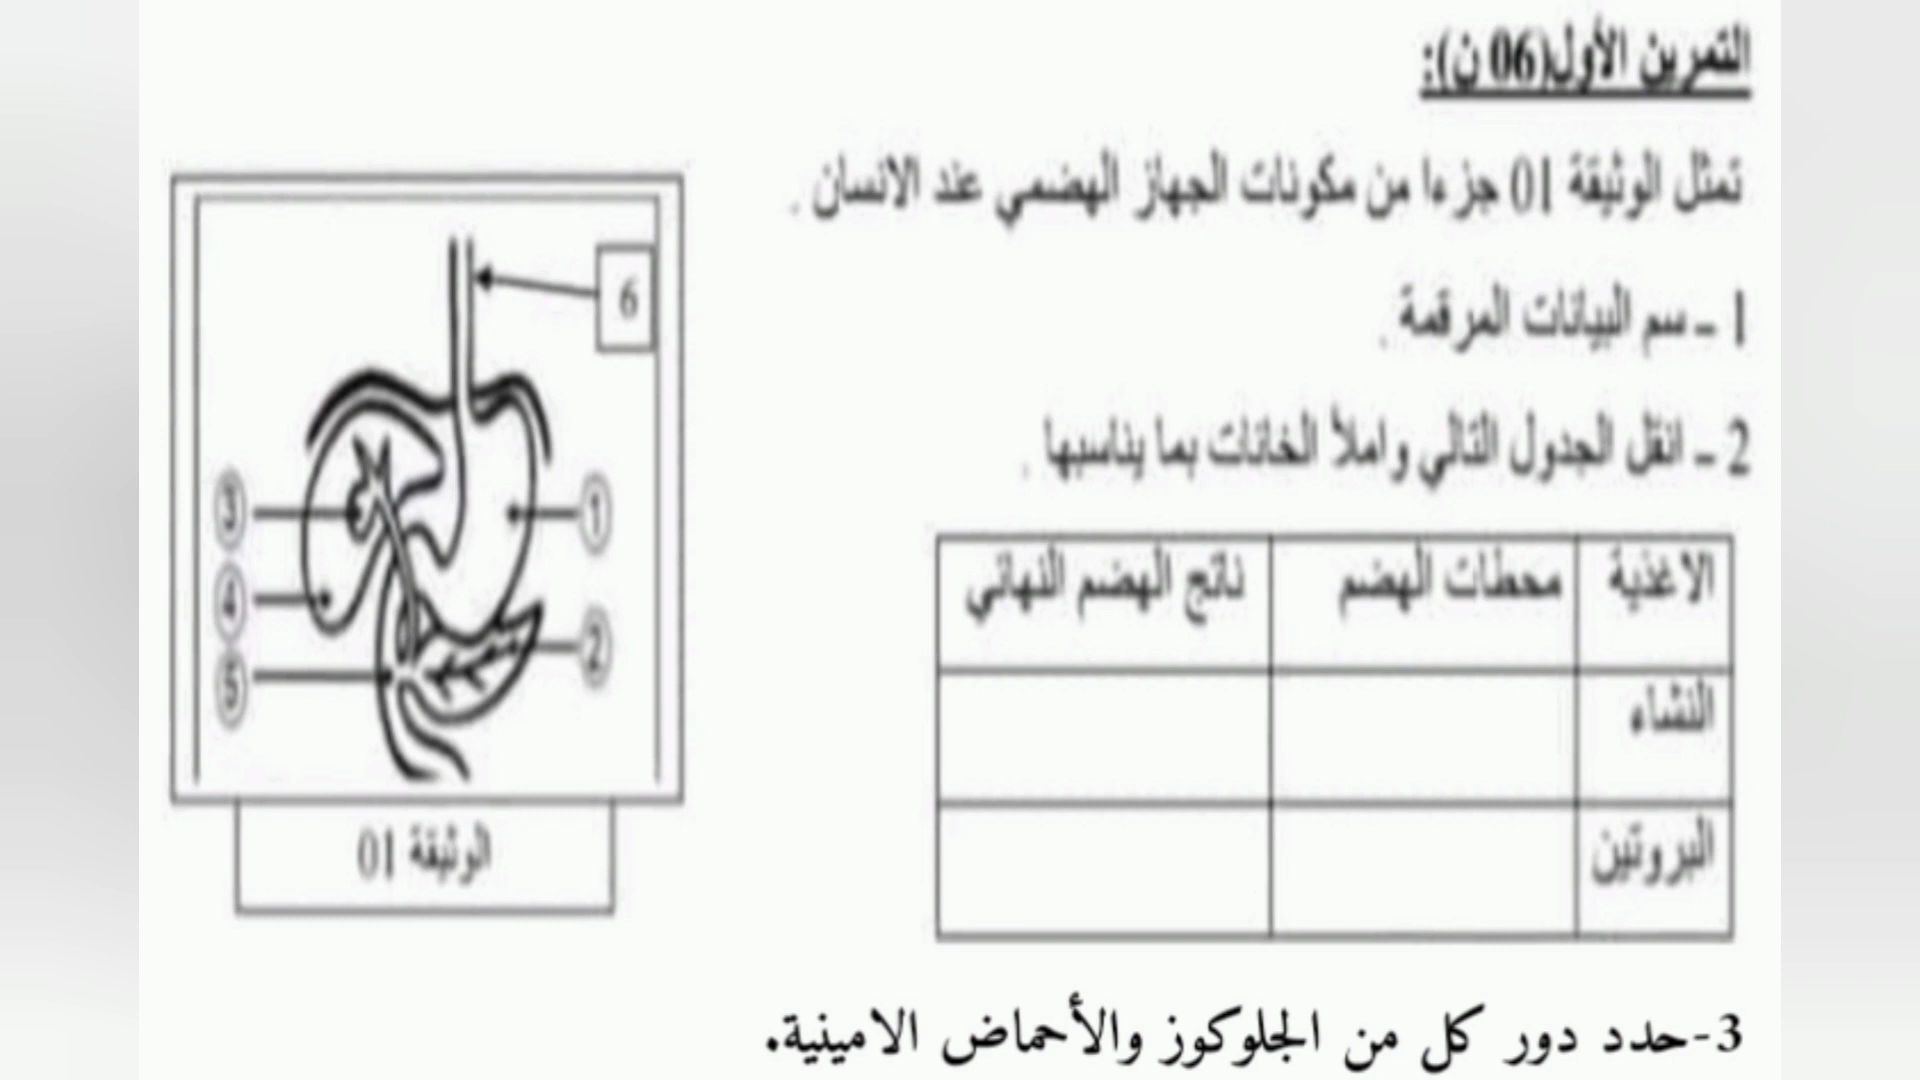 التمرين الأول(06 ن):
تمثل الوثيقة 01 جزءا من مكونات الجهاز الهضمي عند الانسان .
1 - سم البيانات المرقمة .
2 - انقل الجدول التالي واملأ الخانات بما يناسبها .
الاغذية محطات الهضم ناتج الهضم النهائي
النشاء
البروتين
3-حدد دور كل من الجلوكوز والأحماض الامينية.
6
3
1
4
2
5
الوثيقة 01